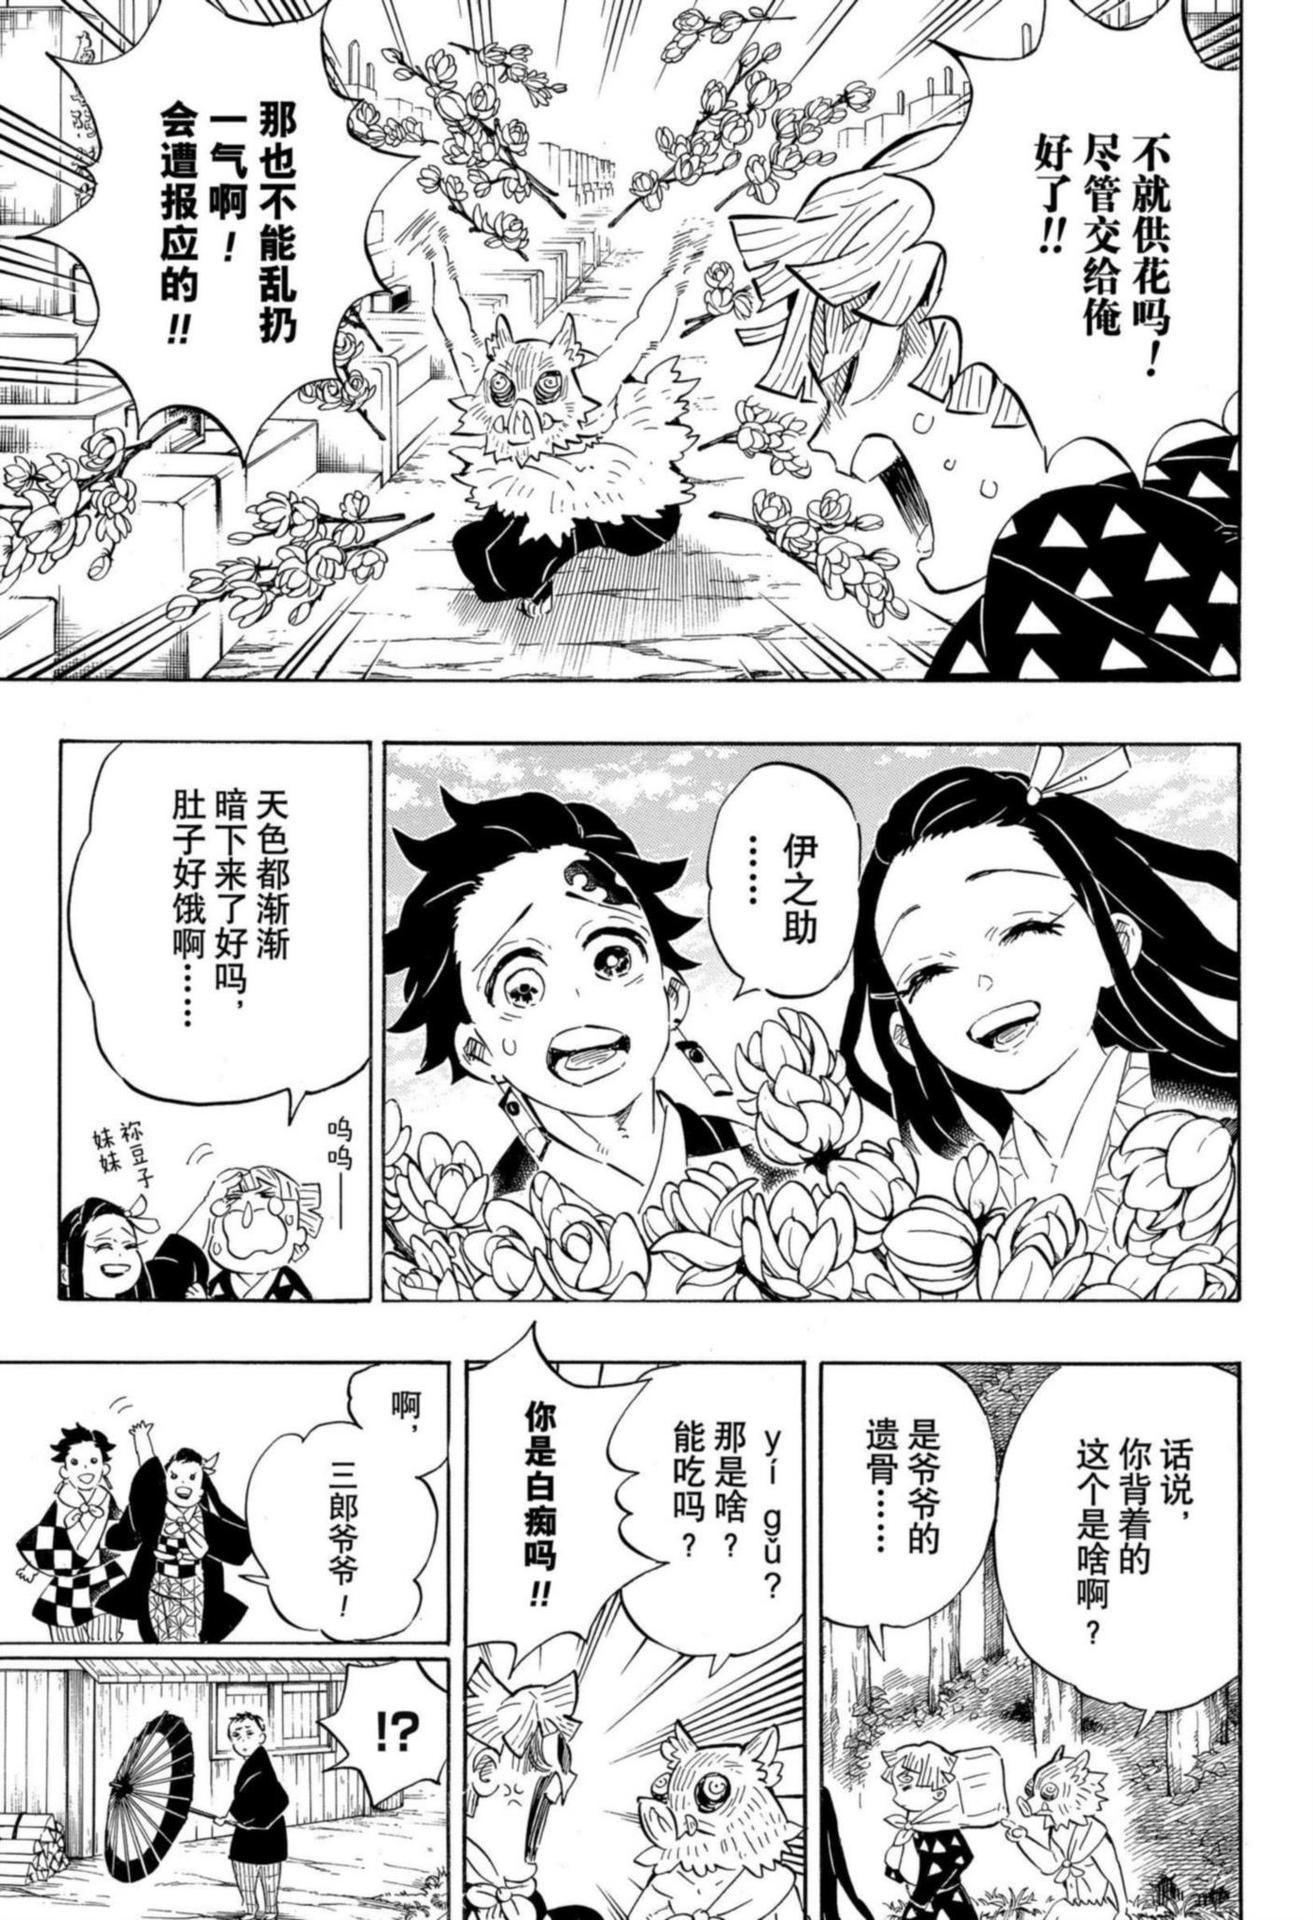 不就供花吗！
尽管交给俺
好了!!
那也不能乱扔
一气啊！
会遭报应的!!
伊之助
……
天色都渐渐
暗下来了好吗，
肚子好饿啊……
呜
呜——
祢豆子
妹妹
话说，
你背着的
这个是啥啊？
是爷爷的
遗骨……
yí gǔ？
那是啥？
能吃吗？
你是白痴吗!!
啊，
三郎爷爷！
!?